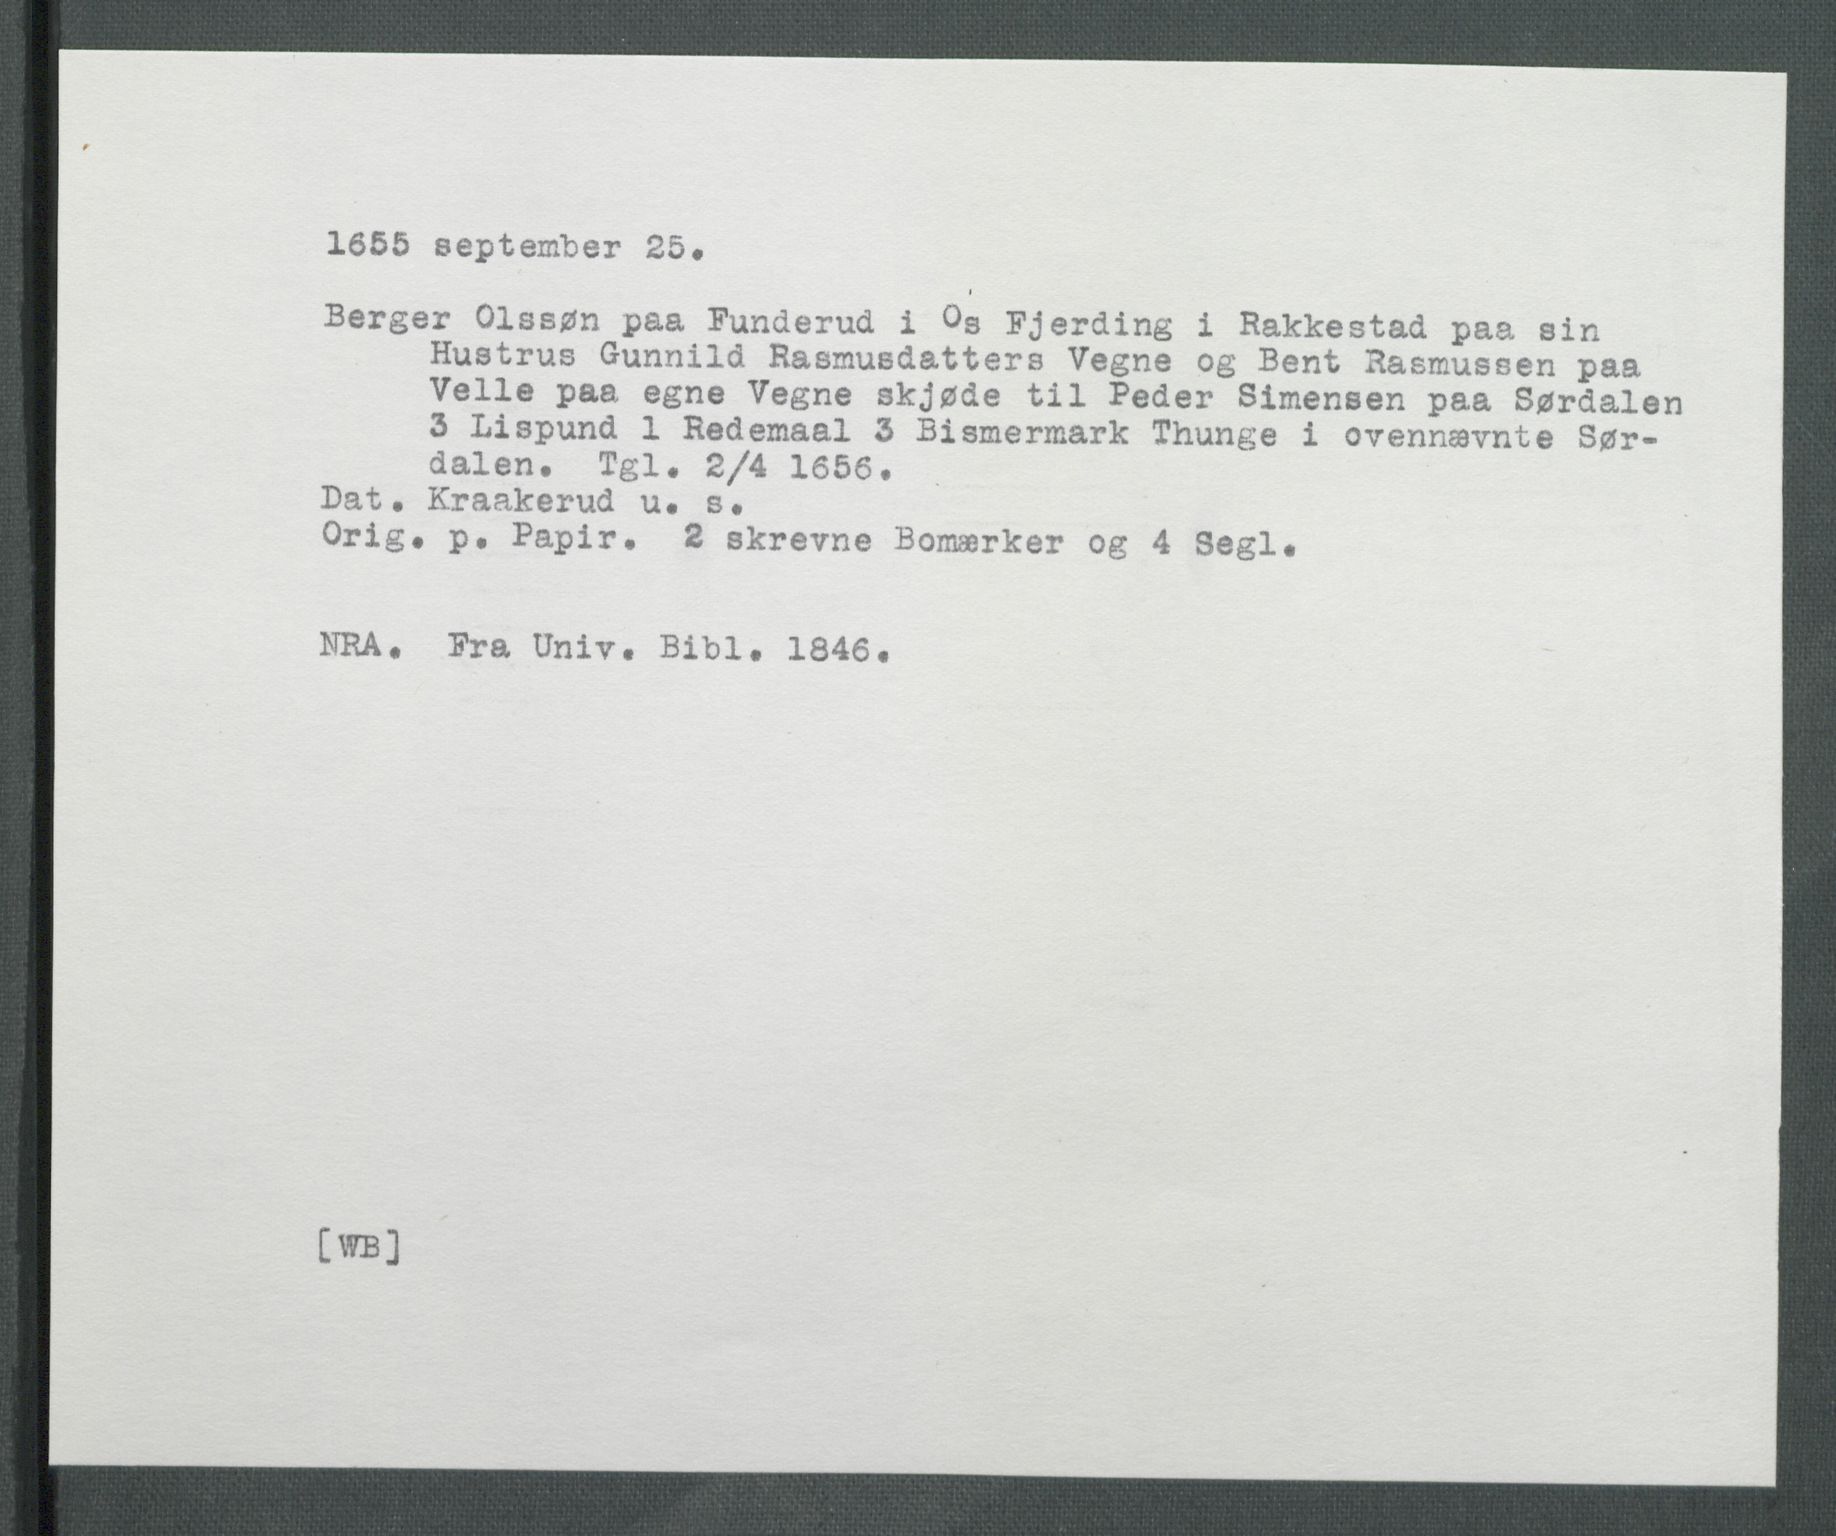 1655 september 25.
Berger Olssøn paa Funderud i Os Fjerding i Rakkestad paa sin
Hustrus Gunnild Rasmusdatters Vegne og Bent Rasmussen paa
Velle paa egne Vegne skjøde til Peder Simensen paa Sørdalen
3 Lispund 1 Redemaal 3 Bismermark Thunge i ovennævnte Sør-
dalen. Tgl. 2/4 1656.
Dat. Kraakerud u. s.
Orig. p. Papir. 2 skrevne Bomærker og 4 Segl.
NRA. Fra Univ. Bibl. 1846.
[WB]